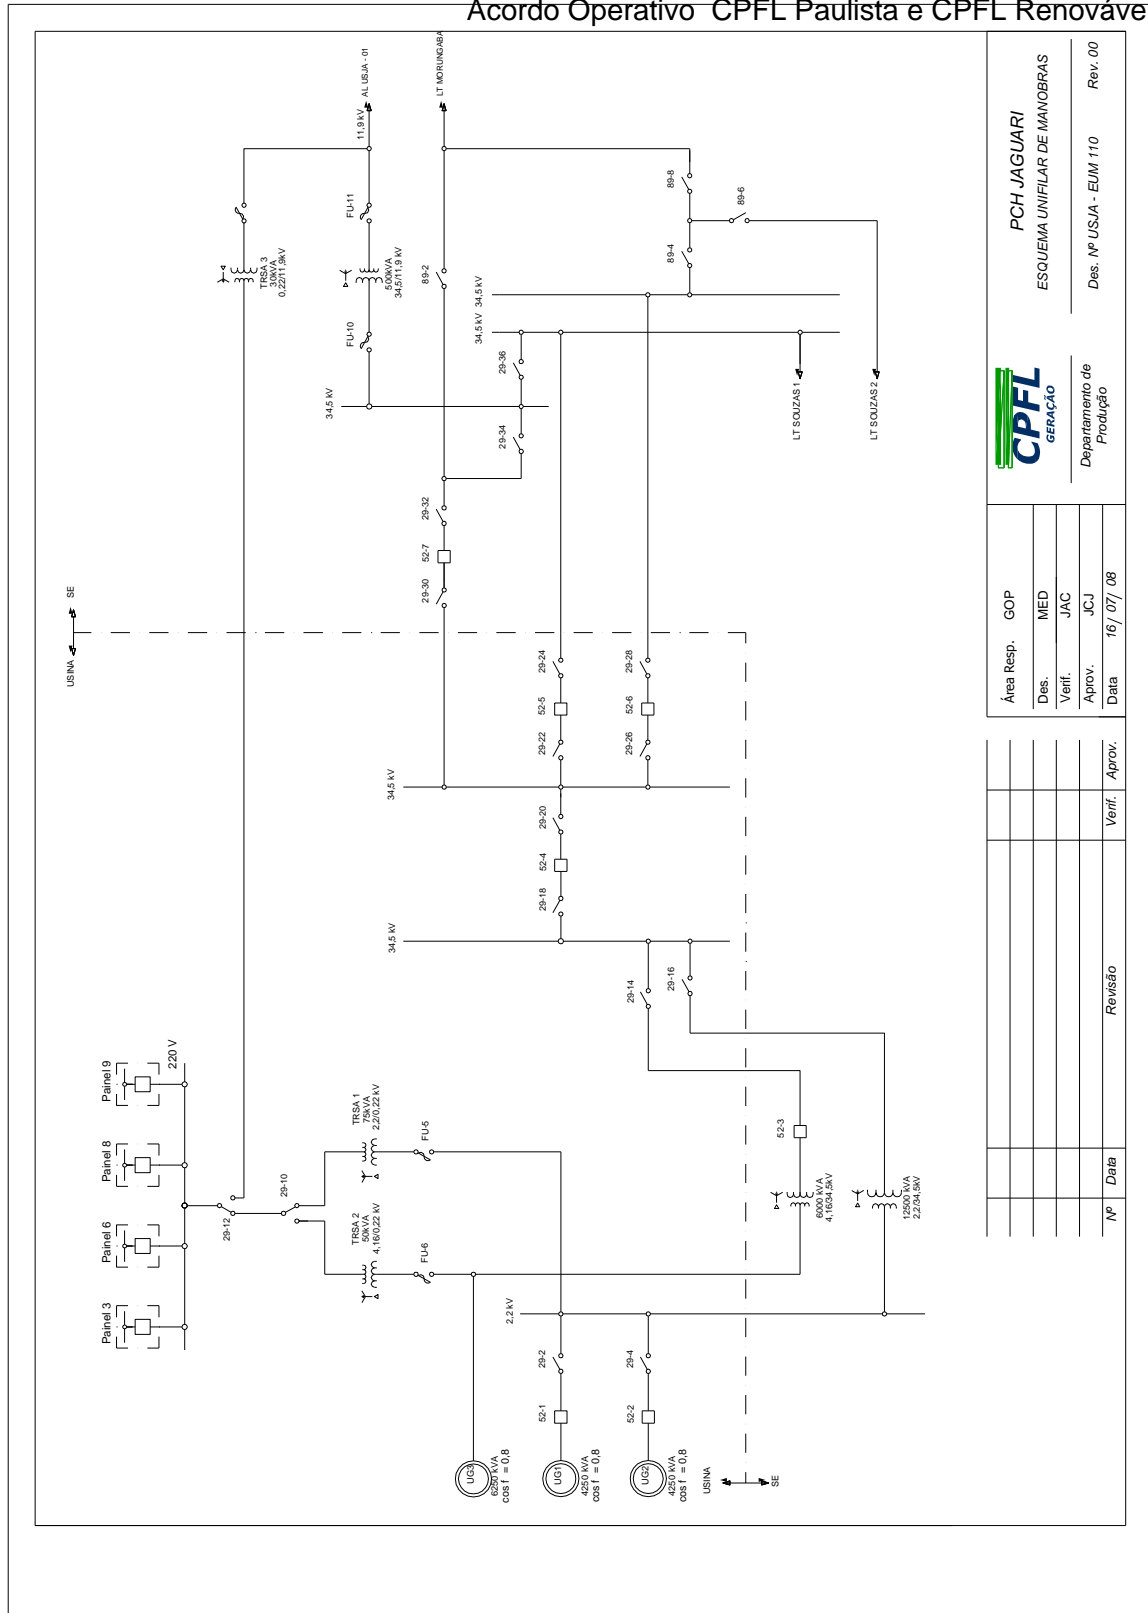 Acordo Operativo  CPFL Paulista e CPFL Renováve
USINA
SE
AL USJA - 01
11,9 kV
LT MORUNGABA
TRSA 3
30kVA
0,22/11,9kV
FU-11
500kVA
34,5/11,9 kV
FU-10
34,5 kV
89-2
89-8
89-6
89-4
34,5 kV
34,5 kV
29-36
29-34
LT SOUZAS 1
LT SOUZAS 2
29-32
52-7
29-30
29-24
52-5
29-22
29-28
52-6
29-26
34,5 kV
29-20
52-4
29-18
34,5 kV
29-14
29-16
Painel 9
Painel 8
Painel 6
Painel 3
220 V
29-12
29-10
TRSA 1
75kVA
2,2/0,22 kV
FU-5
TRSA 2
50kVA
4,16/0,22 kV
FU-6
52-3
6000 kVA
4,16/34,5kV
12500 kVA
2,2/34,5kV
2,2 kV
29-2
52-1
29-4
52-2
UG3
6250 kVA
cos f = 0,8
UG1
4250 kVA
cos f = 0,8
UG2
4250 kVA
cos f = 0,8
USINA
SE
PCH JAGUARI
ESQUEMA UNIFILAR DE MANOBRAS
Des. Nº USJA - EUM 110
Rev. 00
CPFL
GERAÇÃO
Departamento de
Produção
Área Resp. GOP
Des. MED
Verif. JAC
Aprov. JCJ
Data 16 / 07 / 08
Nº Data Revisão Verif. Aprov.